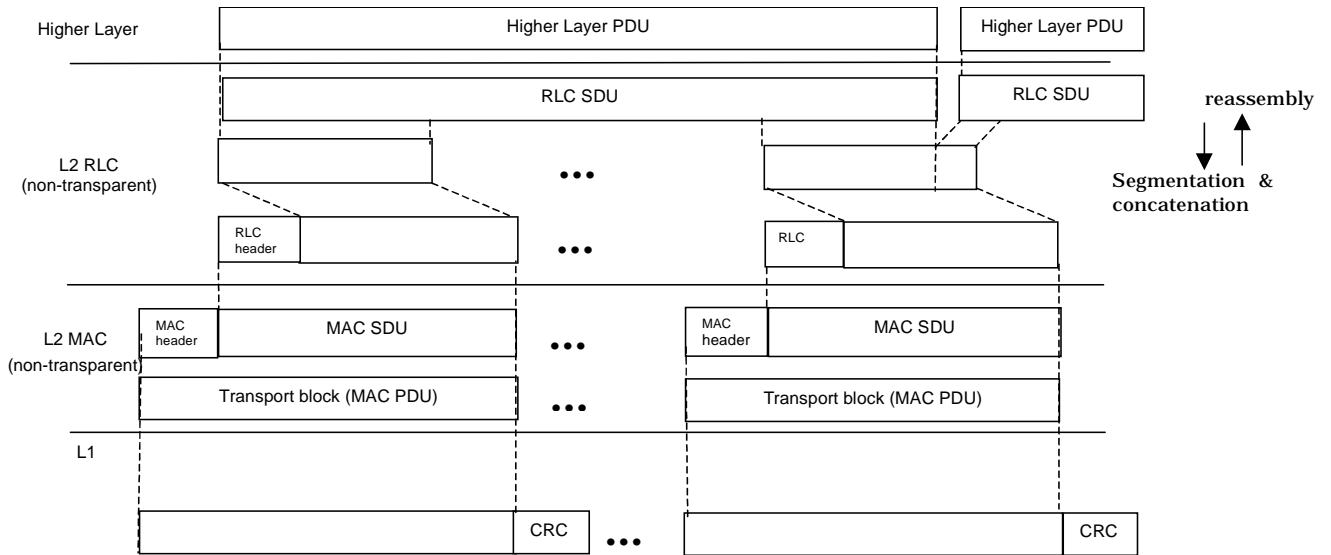 Higher Layer
Higher Layer PDU
Higher Layer PDU
RLC SDU
RLC SDU
reassembly
L2 RLC
(non-transparent)
•••
Segmentation &
concatenation
RLC
header
•••
RLC
L2 MAC
(non-transparent)
MAC
header
MAC SDU
•••
MAC
header
MAC SDU
Transport block (MAC PDU)
•••
Transport block (MAC PDU)
L1
CRC
•••
CRC